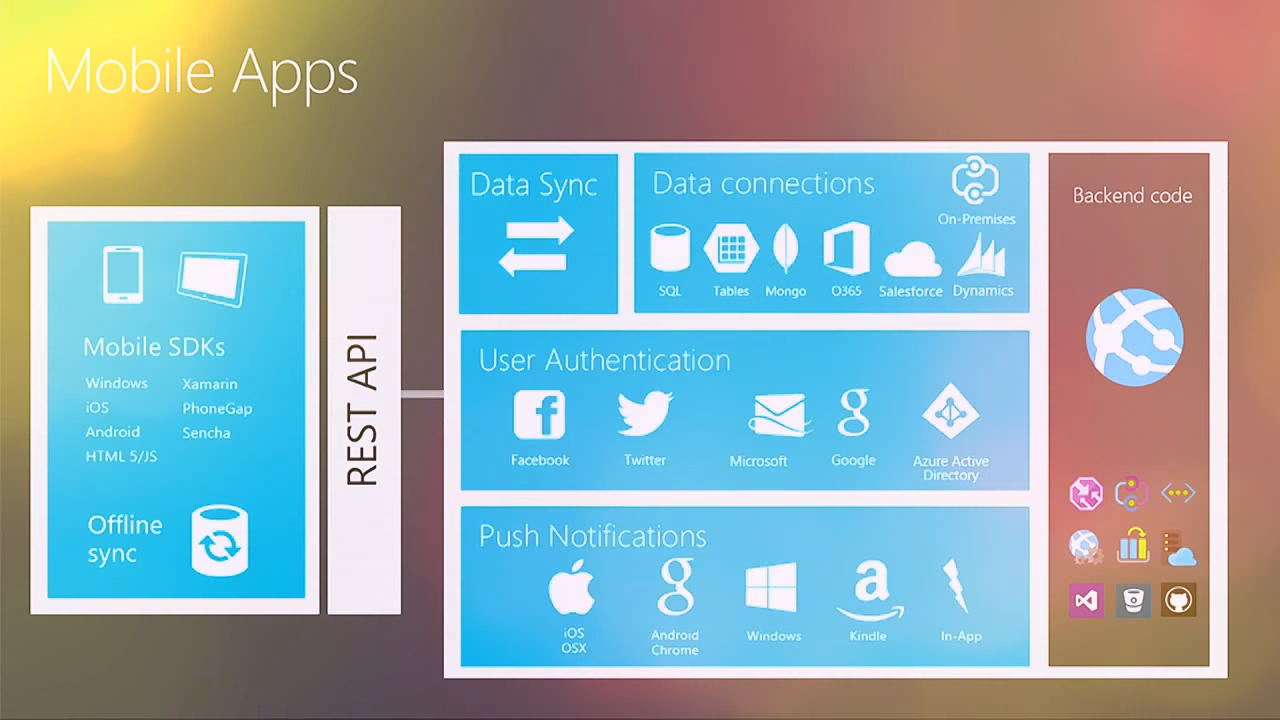 Mobile Apps
Mobile SDKs
Windows Xamarin
iOS PhoneGap
Android Sencha
HTML 5/JS
Offline
sync
REST API
Data Sync
Data connections
On-Premises
SQL Tables Mongo O365 Salesforce Dynamics
User Authentication
Facebook Twitter Microsoft Google Azure Active
Directory
Push Notifications
iOS
OSX
Android
Chrome
Windows
Kindle
In-App
Backend code